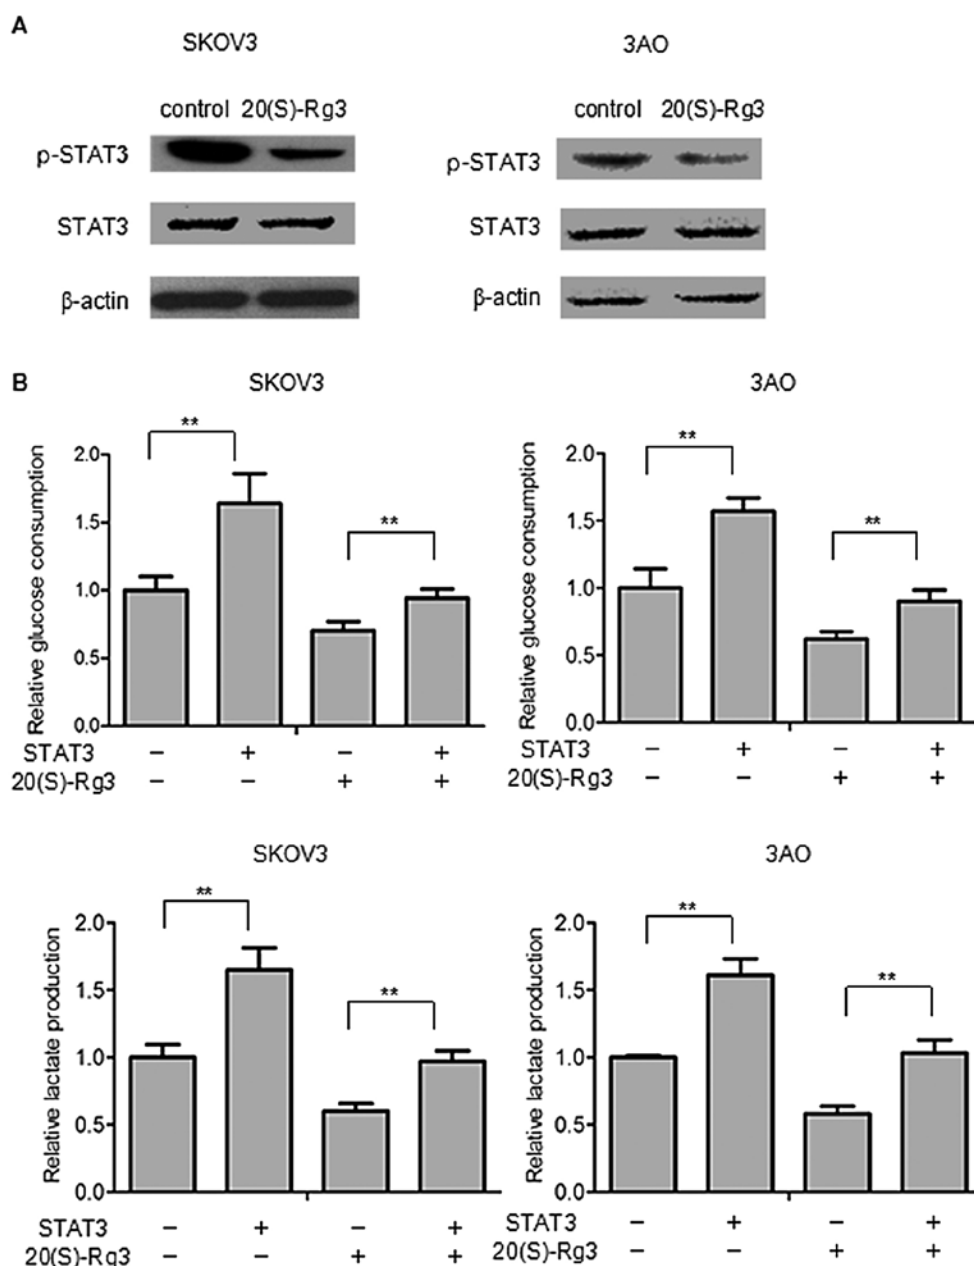 A
SKOV3 3AO
control 20(S)-Rg3 control 20(S)-Rg3
p-STAT3 p-STAT3
STAT3 STAT3
β-actin β-actin
B
SKOV3
**
Relative glucose consumption
2.0
1.5
1.0
0.5
0.0
**
STAT3 − + − +
20(S)-Rg3 − − + +
3AO
**
Relative glucose consumption
2.0
1.5
1.0
0.5
0.0
**
STAT3 − + − +
20(S)-Rg3 − − + +
SKOV3
**
Relative lactate production
2.0
1.5
1.0
0.5
0.0
**
STAT3 − + − +
20(S)-Rg3 − − + +
3AO
**
Relative lactate production
2.0
1.5
1.0
0.5
0.0
**
STAT3 − + − +
20(S)-Rg3 − − + +